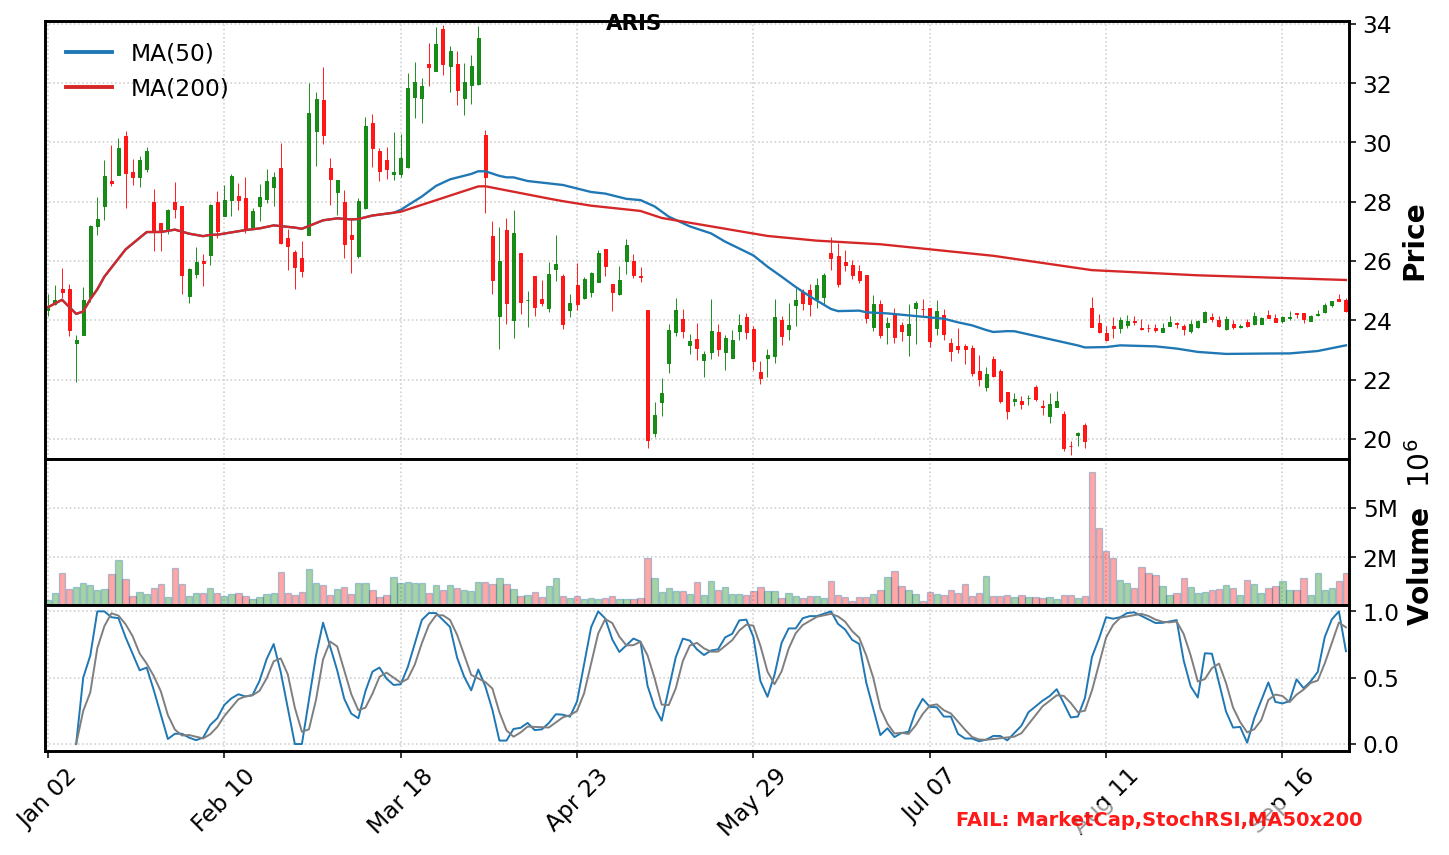 ARIS
MA(50)
MA(200)
34
32
30
28
26
24
22
20
Price
10^6
5M
2M
Volume
1.0
0.5
0.0
Jan 02
Feb 10
Mar 18
Apr 23
May 29
Jul 07
Aug 11
Sep 16
FAIL: MarketCap,StochRSI,MA50x200